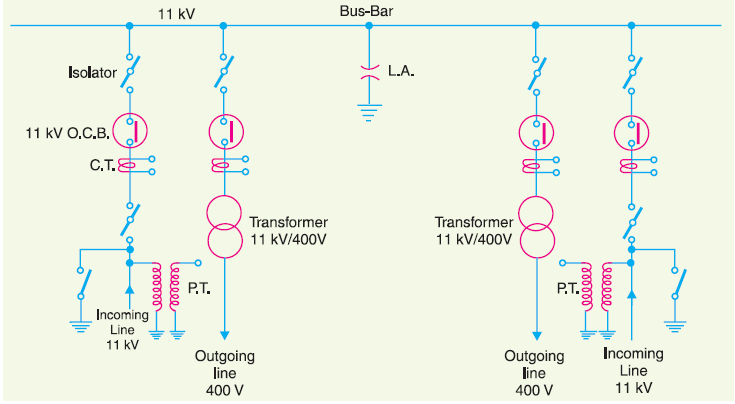 11 kV
Bus-Bar
Isolator
L.A.
11 kV O.C.B.
C.T.
Transformer
11 kV/400V
Transformer
11 kV/400V
P.T.
P.T.
Incoming
Line
11 kV
Outgoing
line
400 V
Outgoing
line
400 V
Incoming
Line
11 kV